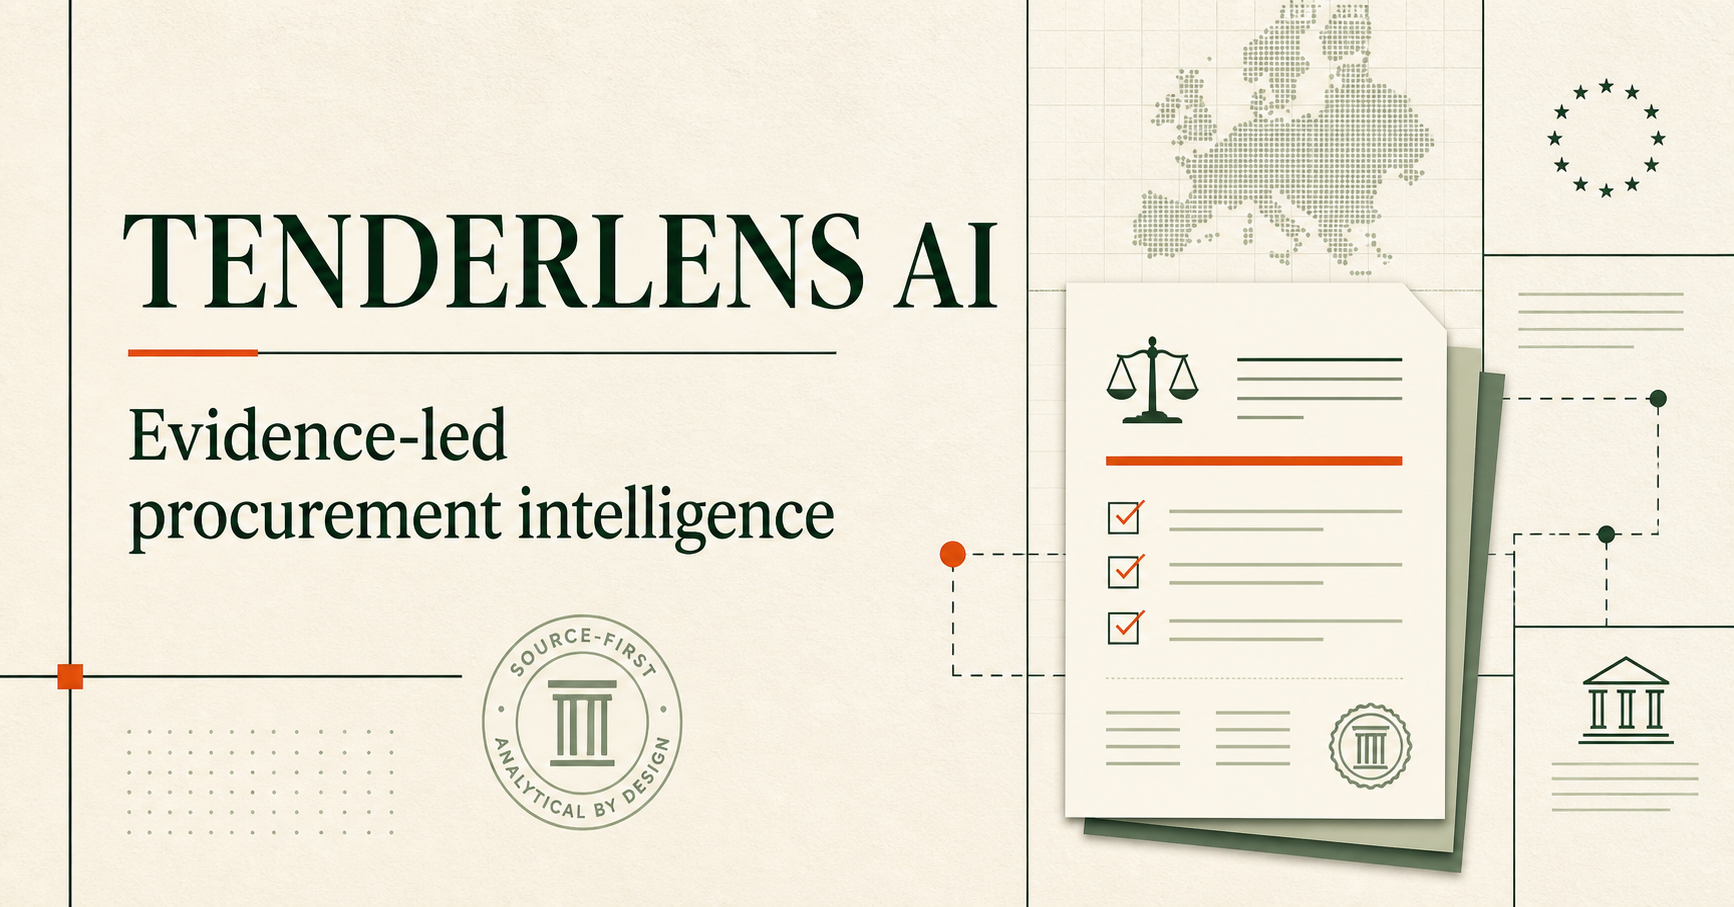 TENDERLENS AI
Evidence-led
procurement intelligence
SOURCE-FIRST
ANALYTICAL BY DESIGN